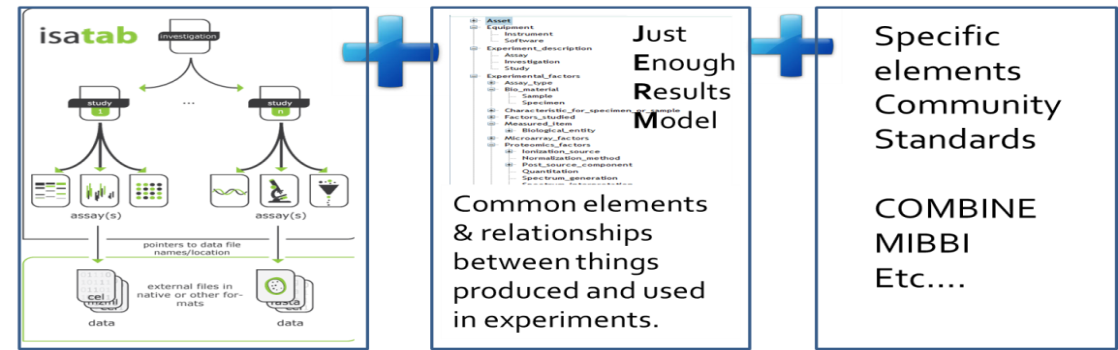 isatab
investigation
study
1
...
study
n
assay(s)
assay(s)
pointers to data file
names/location
external files in
native or other for-
mats
cel
data
data
Asset
Equipment
Instrument
Software
Experiment_description
Assay
Investigation
Study
Experimental_factors
Assay_type
Bio_material
Sample
Specimen
Characteristic_for_specimen_or_sample
Factors_studied
Measured_Item
Biological_entity
Microarray_factors
Proteomics_factors
Ionization_source
Normalization_method
Post_source_component
Quantitation
Spectrum_generation
Just
Enough
Results
Model
Common elements
& relationships
between things
produced and used
in experiments.
Specific
elements
Community
Standards
COMBINE
MIBBI
Etc....